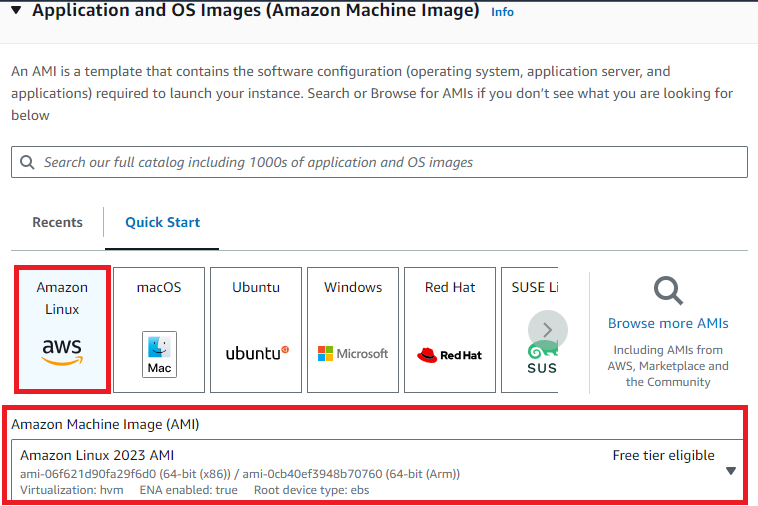 Application and OS Images (Amazon Machine Image) Info
An AMI is a template that contains the software configuration (operating system, application server, and
applications) required to launch your instance. Search or Browse for AMIs if you don’t see what you are looking for
below
Search our full catalog including 1000s of application and OS images
Recents
Quick Start
Amazon
Linux
aws
macOS
Mac
Ubuntu
ubuntu
Windows
Microsoft
Red Hat
Red Hat
SUSE Li
SUS
Browse more AMIs
Including AMIs from
AWS, Marketplace and
the Community
Amazon Machine Image (AMI)
Amazon Linux 2023 AMI
Free tier eligible
ami-06f621d90fa29f6d0 (64-bit (x86)) / ami-0cb40ef3948b70760 (64-bit (Arm))
Virtualization: hvm ENA enabled: true Root device type: ebs